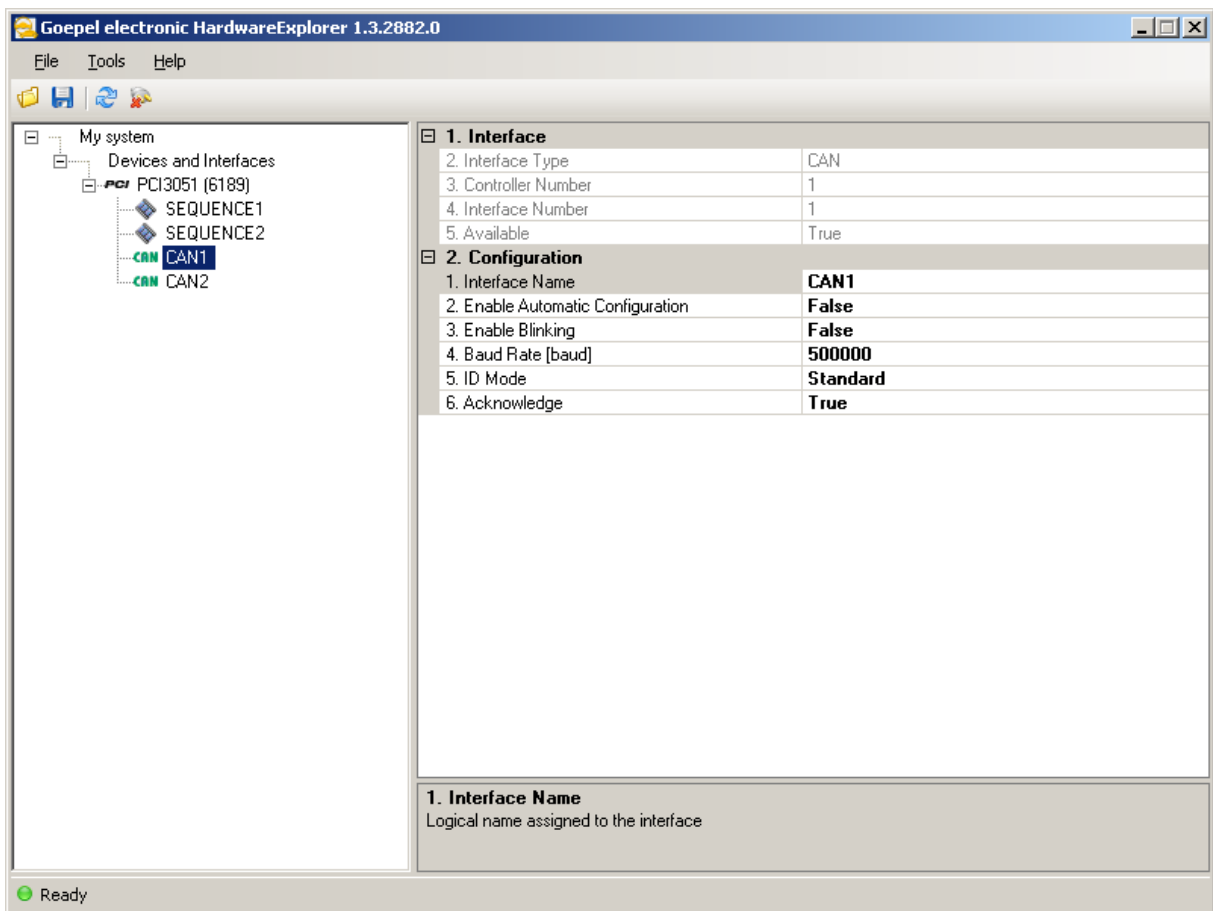 Goepel electronic HardwareExplorer 1.3.2882.0
File Tools Help
My system
Devices and Interfaces
PCI PCI3051 (6189)
SEQUENCE1
SEQUENCE2
CAN CAN1
CAN CAN2
1. Interface
2. Interface Type CAN
3. Controller Number 1
4. Interface Number 1
5. Available True
2. Configuration
1. Interface Name CAN1
2. Enable Automatic Configuration False
3. Enable Blinking False
4. Baud Rate [baud] 500000
5. ID Mode Standard
6. Acknowledge True
1. Interface Name
Logical name assigned to the interface
Ready